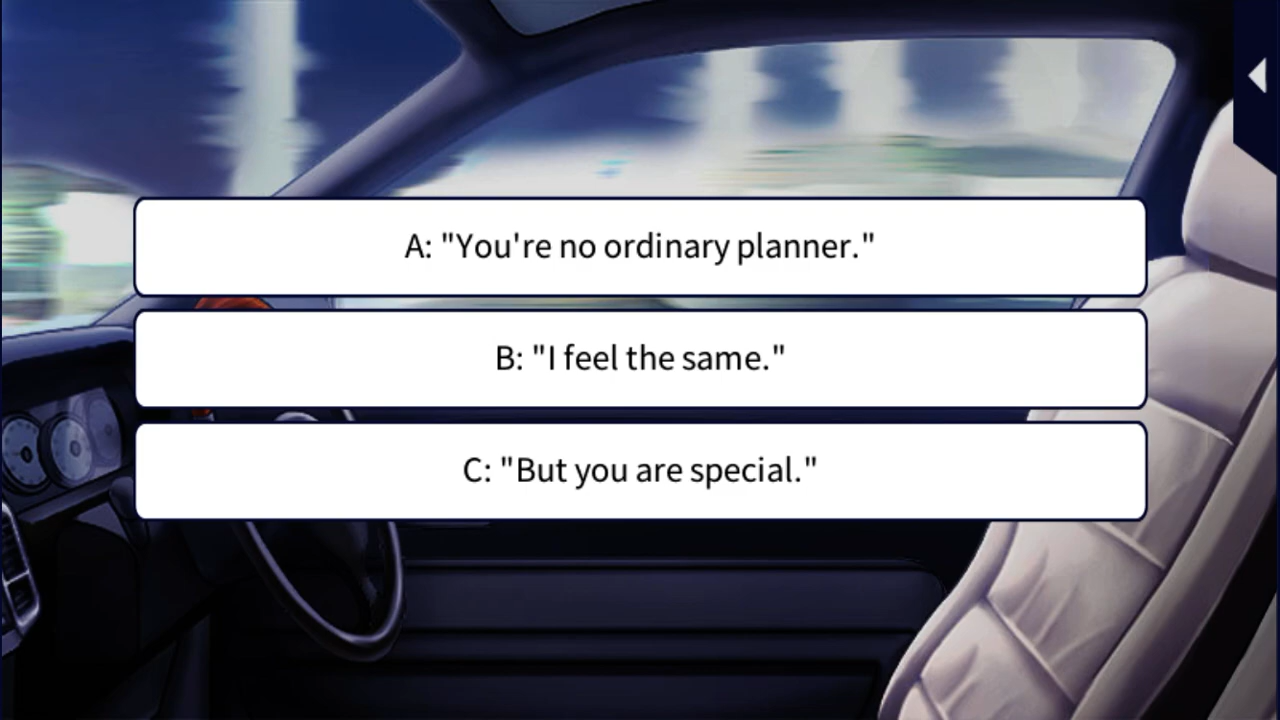 A: "You're no ordinary planner."
B: "I feel the same."
C: "But you are special."